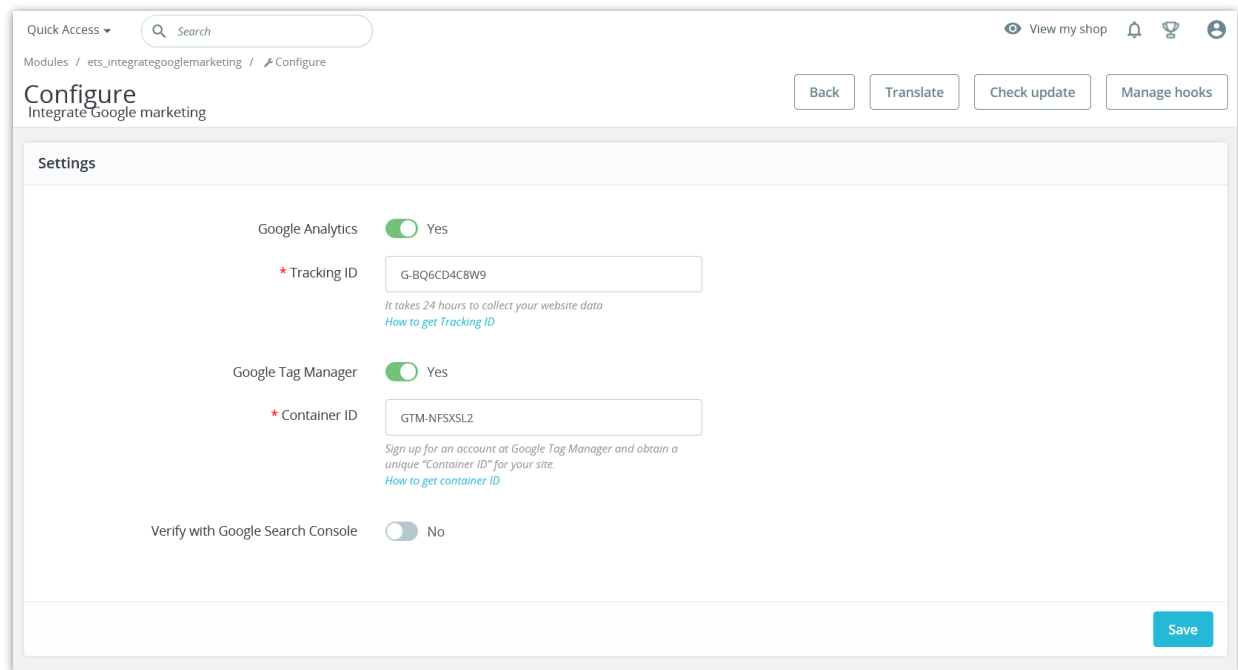 Quick Access
Search
View my shop
Modules / ets_integrategooglemarketing / Configure
Configure
Integrate Google marketing
Back
Translate
Check update
Manage hooks
Settings
Google Analytics
Yes
* Tracking ID
G-BQ6CD4C8W9
It takes 24 hours to collect your website data
How to get Tracking ID
Google Tag Manager
Yes
* Container ID
GTM-NFSXSL2
Sign up for an account at Google Tag Manager and obtain a
unique “Container ID” for your site.
How to get container ID
Verify with Google Search Console
No
Save